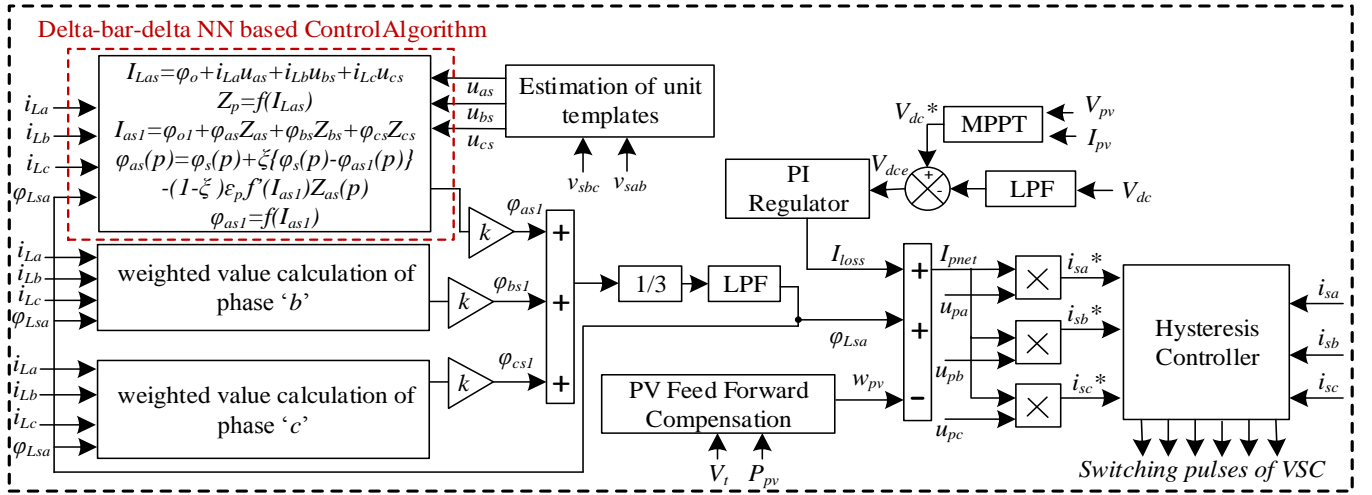 Delta-bar-delta NN based ControlAlgorithm
i_La
i_Lb
i_Lc
φ_Lsa
I_Las=φ_o+i_La u_as+i_Lb u_bs+i_Lc u_cs
Z_p=f(I_Las)
I_as1=φ_o1+φ_as Z_as+φ_bs Z_bs+φ_cs Z_cs
φ_as(p)=φ_s(p)+ξ{φ_s(p)-φ_as1(p)}
-(1-ξ )ε_p f'(I_as1)Z_as(p)
φ_as1=f(I_as1)
u_as
u_bs
u_cs
Estimation of unit
templates
v_sbc
v_sab
k
φ_as1
i_La
i_Lb
i_Lc
φ_Lsa
weighted value calculation of
phase ‘b’
k
φ_bs1
i_La
i_Lb
i_Lc
φ_Lsa
weighted value calculation of
phase ‘c’
k
φ_cs1
+
+
+
1/3
LPF
V_dc*
MPPT
V_pv
I_pv
PI
Regulator
V_dce
+
-
LPF
V_dc
I_loss
φ_Lsa
PV Feed Forward
Compensation
V_t
P_pv
w_pv
+
+
−
I_pnet
u_pa
u_pb
u_pc
×
×
×
i_sa*
i_sb*
i_sc*
Hysteresis
Controller
i_sa
i_sb
i_sc
Switching pulses of VSC